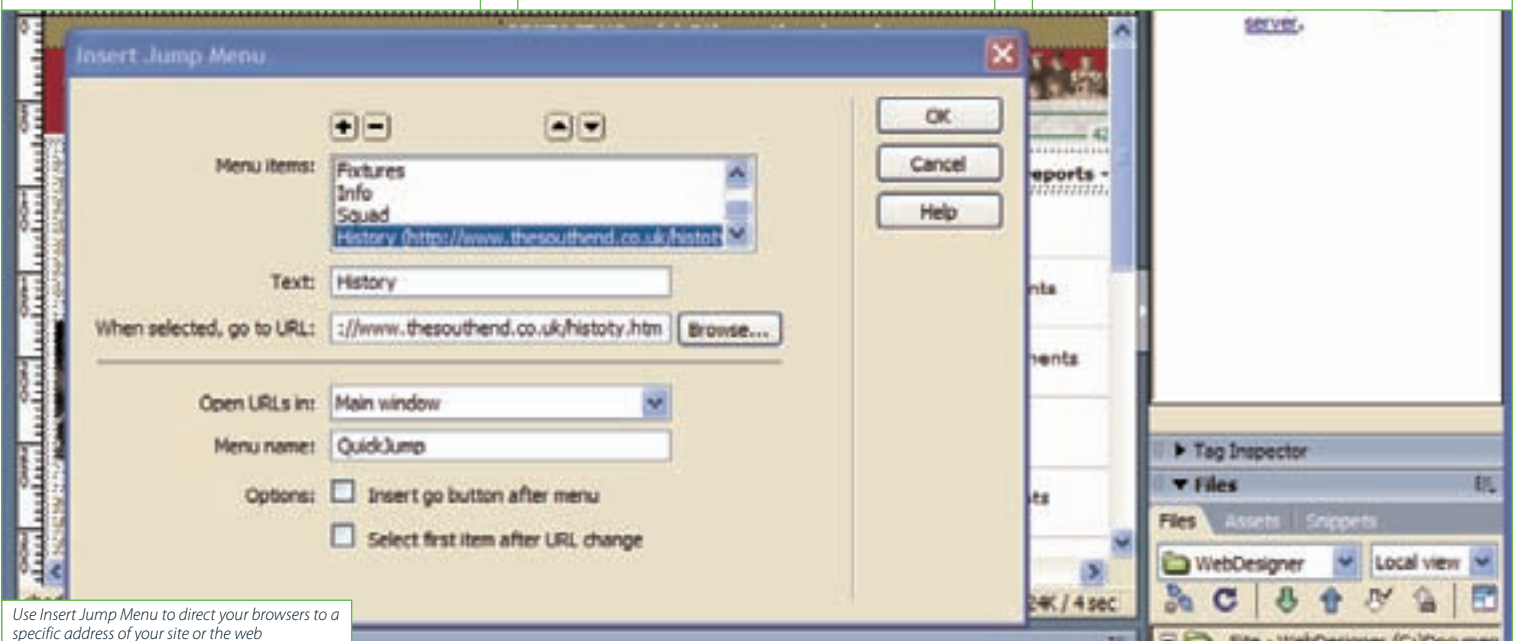 server.
Insert Jump Menu
OK
Cancel
Help
Menu items:
Fixtures
Info
Squad
History (http://www.thesouthend.co.uk/histot
Text: History
When selected, go to URL: ://www.thesouthend.co.uk/histoty.htm Browse...
Open URLs in: Main window
Menu name: QuickJump
Options: Insert go button after menu
Select first item after URL change
42
eports -
nts
nents
ts
24K / 4 sec
Tag Inspector
Files
Files Assets Snippets
WebDesigner Local view
Use Insert Jump Menu to direct your browsers to a
specific address of your site or the web